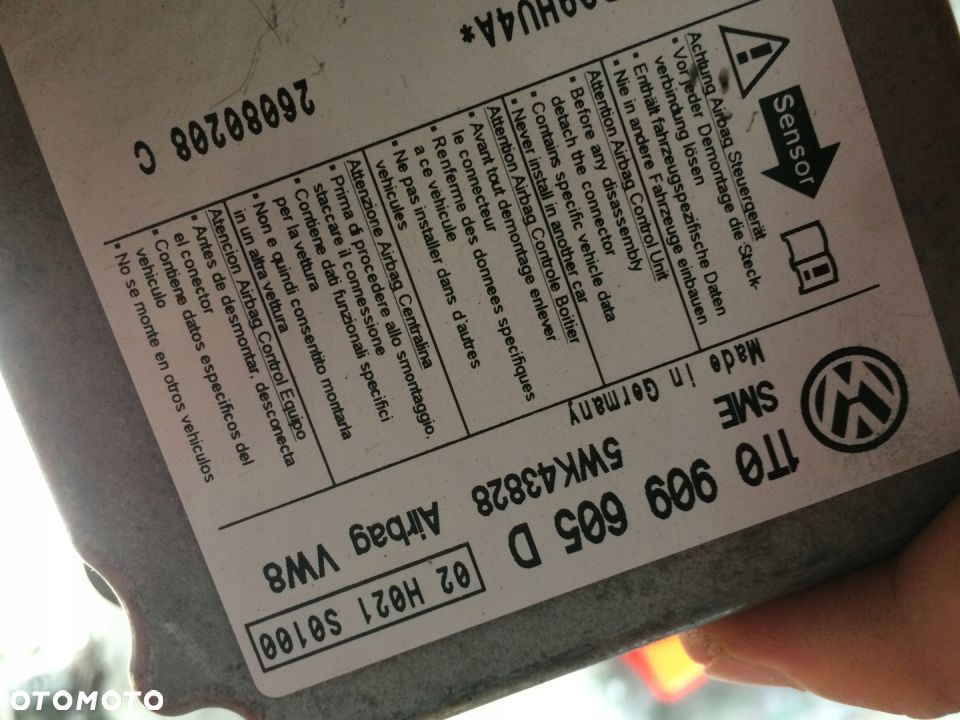 1T0 909 605 D
SME
5WK43828
Made in Germany
Airbag VW8
02 H021 S0100
Sensor
Achtung Airbag Steuergerät
• Vor jeder Demontage die Steck-
verbindung lösen
• Enthält fahrzeugspezifische Daten
• Nie in andere Fahrzeuge einbauen
Attention Airbag Control Unit
• Before any disassembly
detach the connector
• Contains specific vehicle data
• Never install in another car
Attention Airbag Controle Boitier
• Avant tout demontage enlever
le connecteur
• Renferme des donnees specifiques
a ce vehicule
• Ne pas installer dans d'autres
vehicules
Attenzione Airbag Centralina
• Prima di procedere allo smortaggio,
staccare il connessione
• Contiene dati funzionali specifici
per la vettura
• Non e quindi consentito montarla
in un altra vettura
Atencion Airbag Control Equipo
• Antes de desmontar, desconecta
el conector
• Contiene datos especificos del
vehiculo
• No se monte en otros vehiculos
26080208 C
OTOMOTO